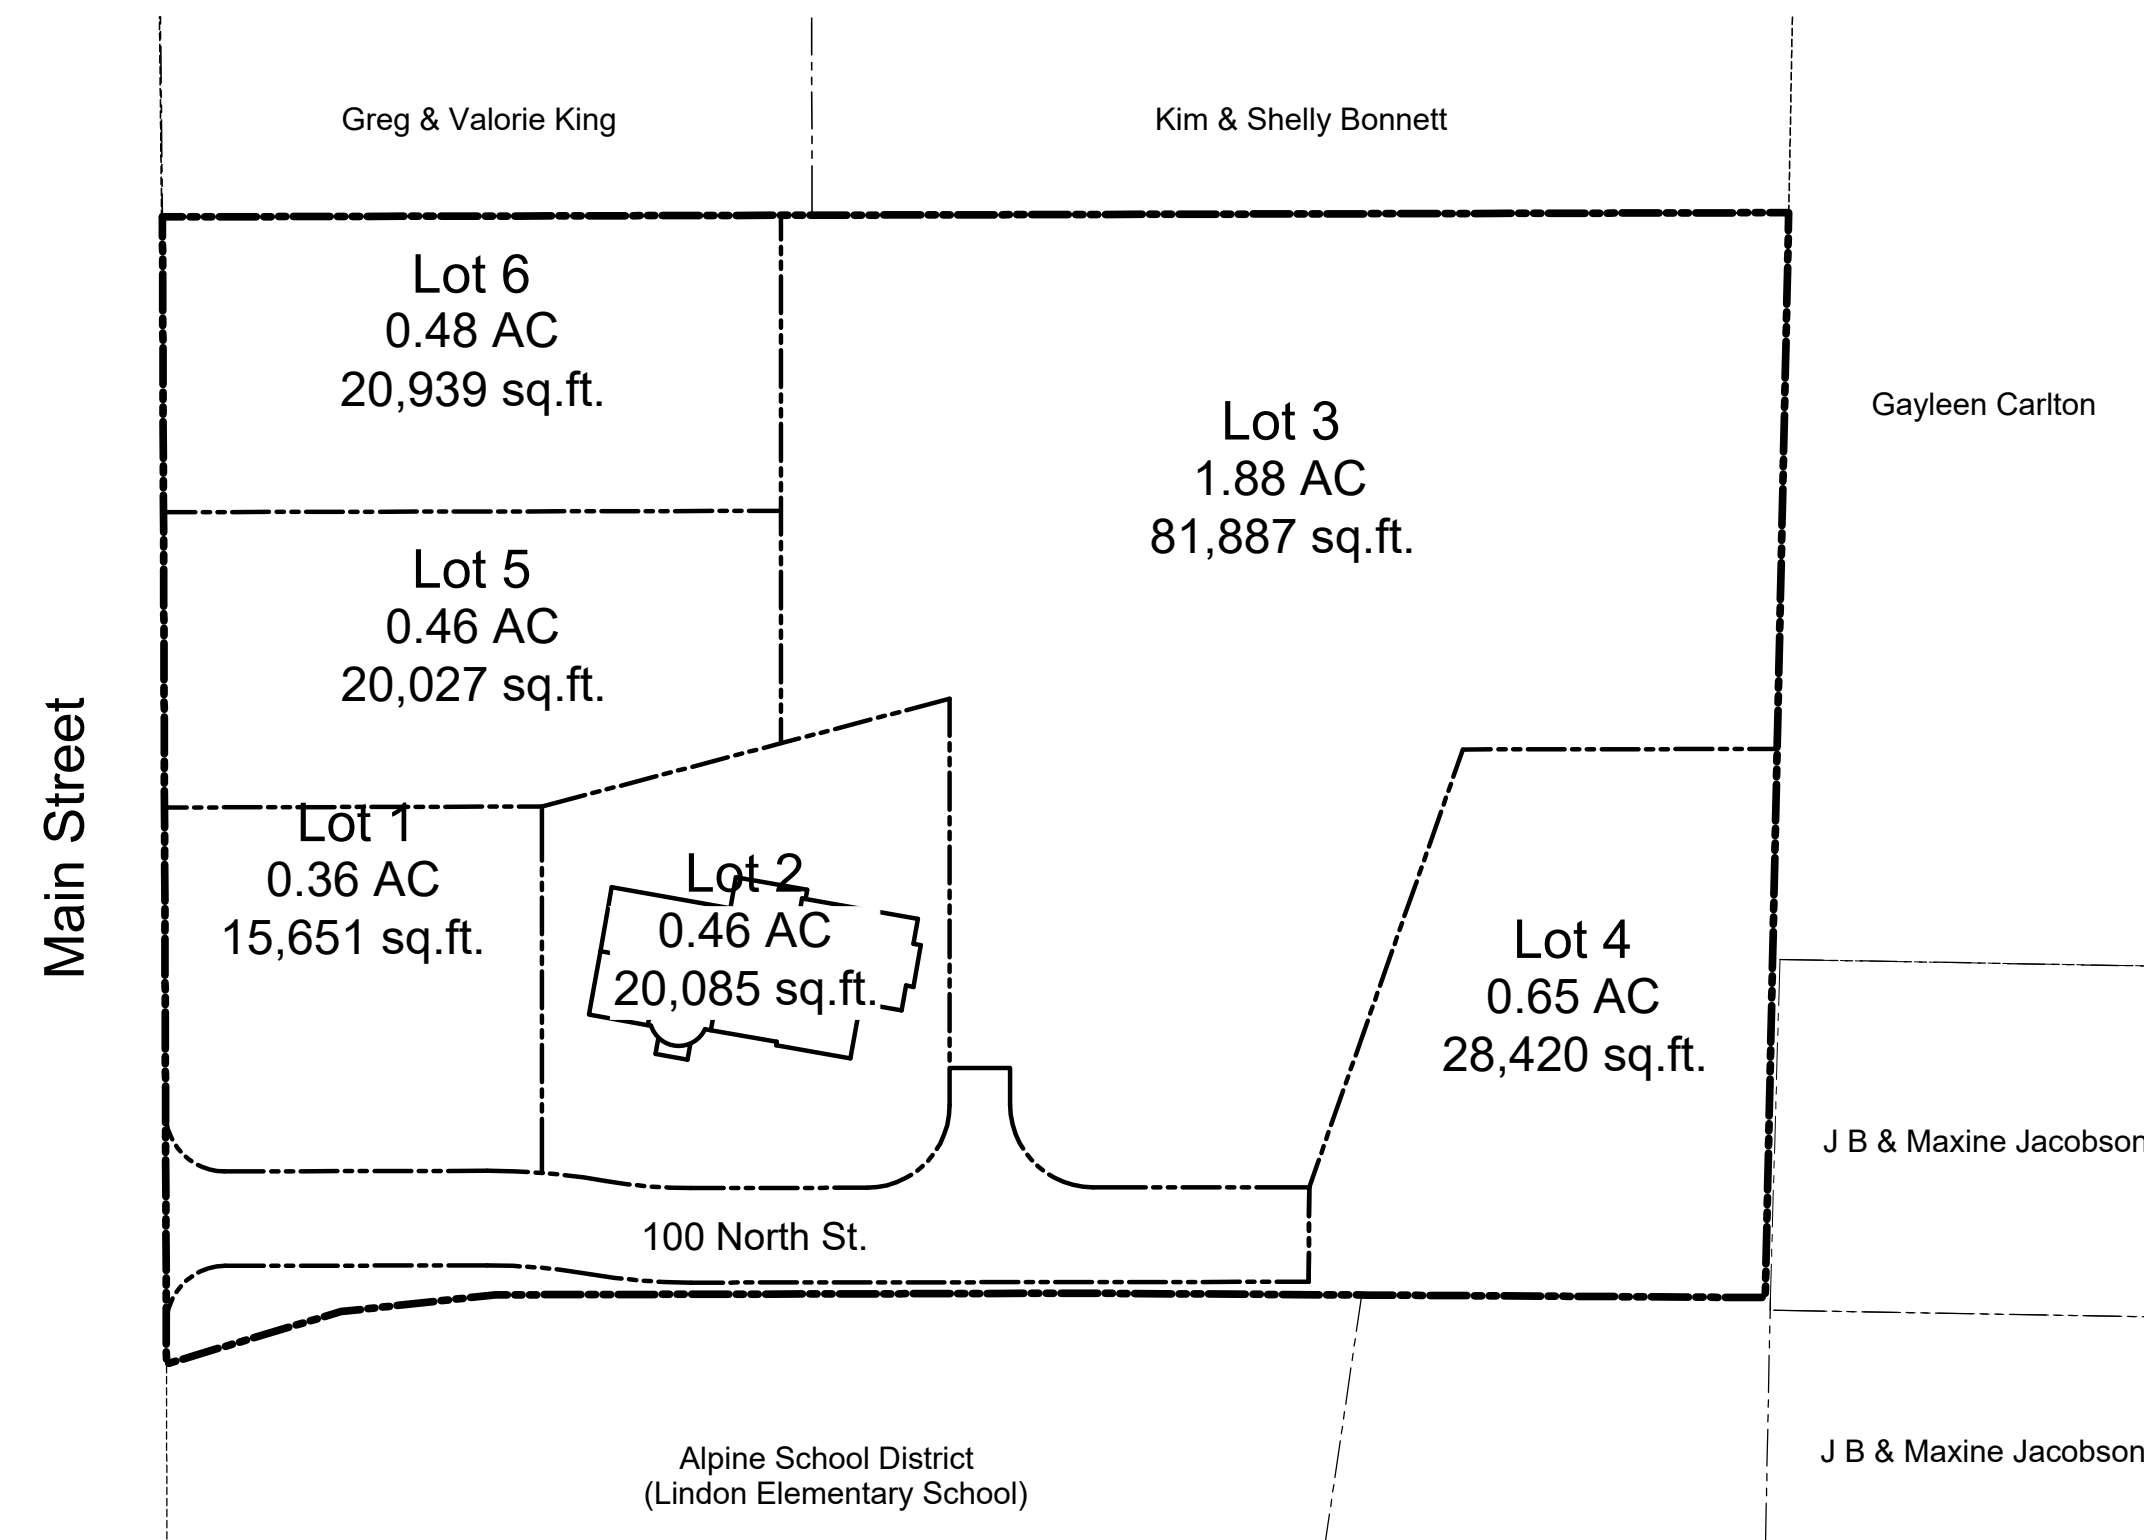 Greg & Valorie King
Kim & Shelly Bonnett
Lot 6
0.48 AC
20,939 sq.ft.
Lot 3
1.88 AC
81,887 sq.ft.
Gayleen Carlton
Lot 5
0.46 AC
20,027 sq.ft.
Main Street
Lot 1
0.36 AC
15,651 sq.ft.
Lot 2
0.46 AC
20,085 sq.ft.
Lot 4
0.65 AC
28,420 sq.ft.
J B & Maxine Jacobson
100 North St.
Alpine School District
(Lindon Elementary School)
J B & Maxine Jacobson